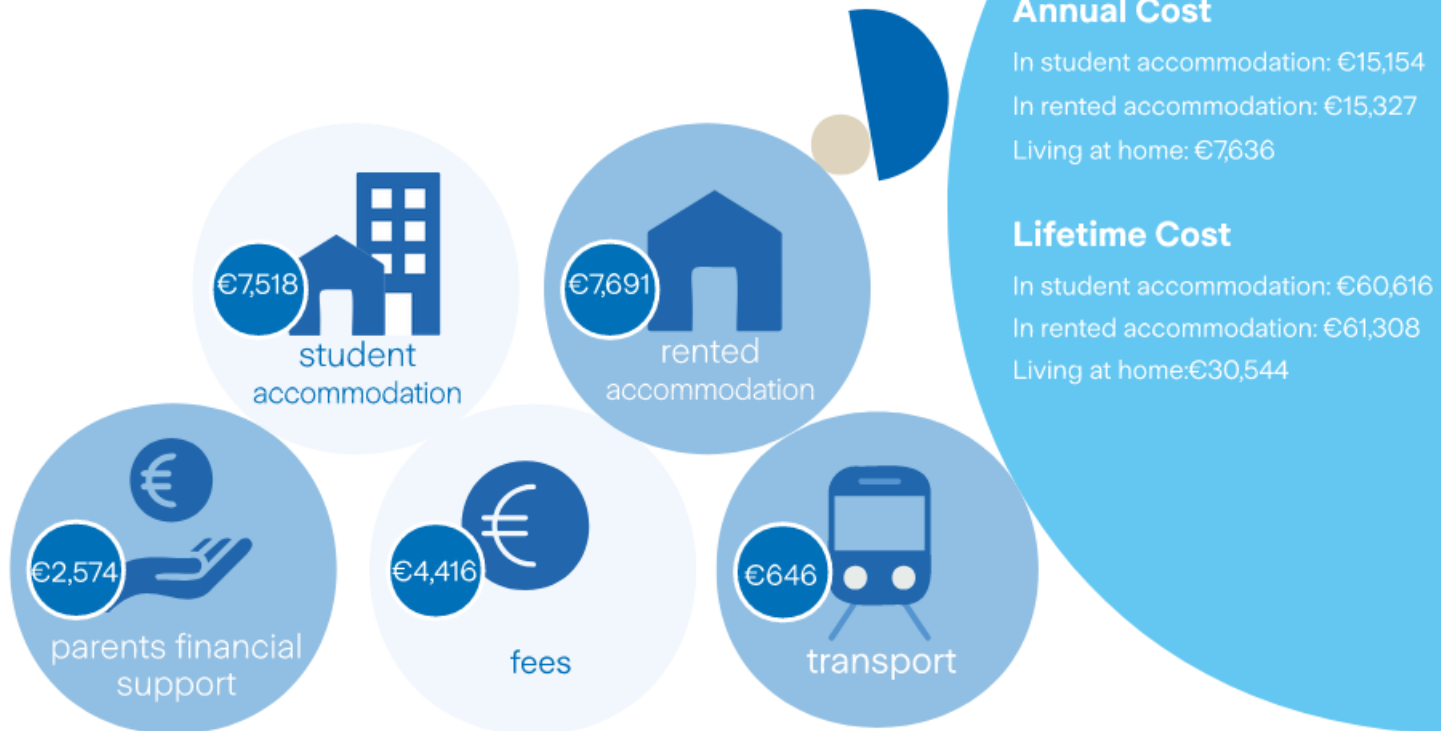 Annual Cost
In student accommodation: €15,154
In rented accommodation: €15,327
Living at home: €7,636
Lifetime Cost
In student accommodation: €60,616
In rented accommodation: €61,308
Living at home:€30,544
€7,518
student
accommodation
€7,691
rented
accommodation
€2,574
parents financial
support
€4,416
fees
€646
transport